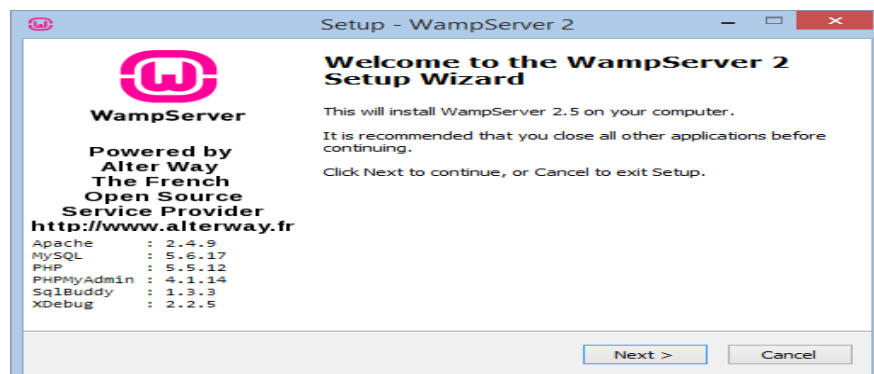 Setup - WampServer 2
WampServer
Powered by
Alter Way
The French
Open Source
Service Provider
http://www.alterway.fr
Apache : 2.4.9
MySQL : 5.6.17
PHP : 5.5.12
PHPMyAdmin : 4.1.14
SqlBuddy : 1.3.3
XDebug : 2.2.5
Welcome to the WampServer 2
Setup Wizard
This will install WampServer 2.5 on your computer.
It is recommended that you close all other applications before
continuing.
Click Next to continue, or Cancel to exit Setup.
Next >
Cancel